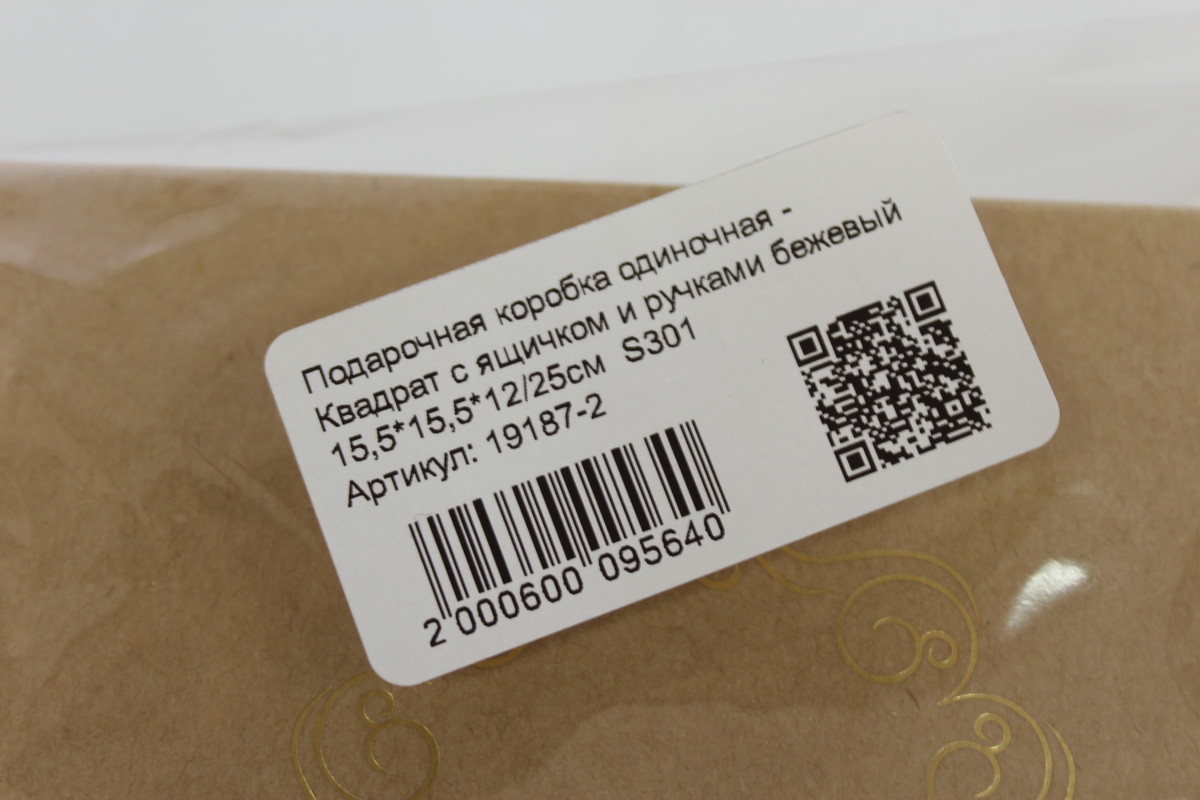 Подарочная коробка одиночная -
Квадрат с ящичком и ручками бежевый
15,5*15,5*12/25см S301
Артикул: 19187-2
2 000600 095640